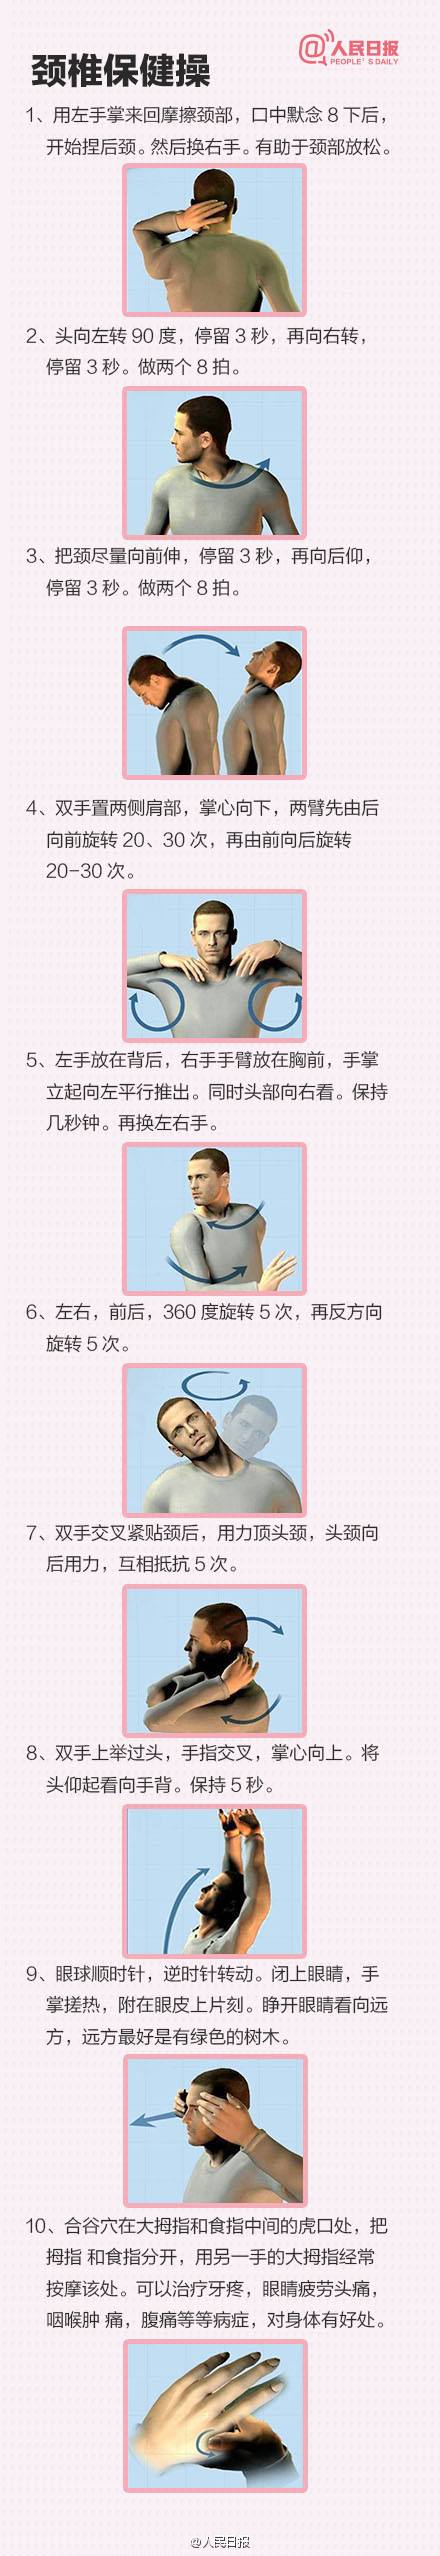 @人民日报
PEOPLE'S DAILY
颈椎保健操
1、用左手掌来回摩擦颈部，口中默念 8 下后，
开始捏后颈。然后换右手。有助于颈部放松。
2、头向左转 90 度，停留 3 秒，再向右转，
停留 3 秒。做两个 8 拍。
3、把颈尽量向前伸，停留 3 秒，再向后仰，
停留 3 秒。做两个 8 拍。
4、双手置两侧肩部，掌心向下，两臂先由后
向前旋转 20、30 次，再由前向后旋转
20-30 次。
5、左手放在背后，右手手臂放在胸前，手掌
立起向左平行推出。同时头部向右看。保持
几秒钟。再换左右手。
6、左右，前后，360 度旋转 5 次，再反方向
旋转 5 次。
7、双手交叉紧贴颈后，用力顶头颈，头颈向
后用力，互相抵抗 5 次。
8、双手上举过头，手指交叉，掌心向上。将
头仰起看向手背。保持 5 秒。
9、眼球顺时针，逆时针转动。闭上眼睛，手
掌搓热，附在眼皮上片刻。睁开眼睛看向远
方，远方最好是有绿色的树木。
10、合谷穴在大拇指和食指中间的虎口处，把
拇指 和食指分开，用另一手的大拇指经常
按摩该处。可以治疗牙疼，眼睛疲劳头痛，
咽喉肿 痛，腹痛等等病症，对身体有好处。
@人民日报